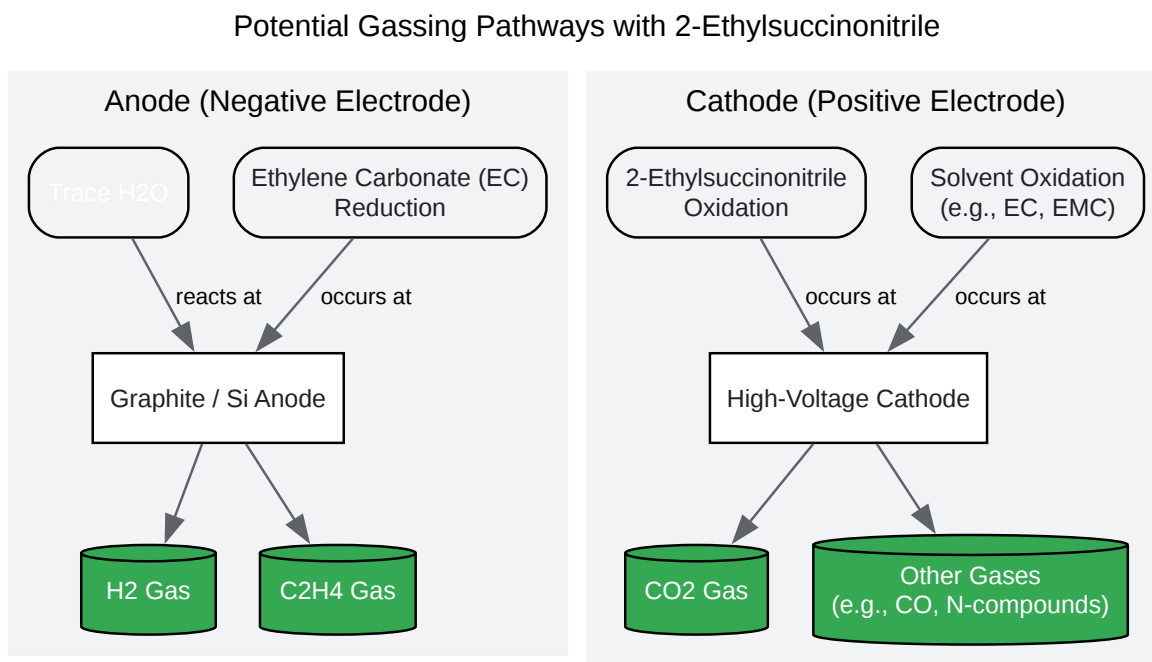 Potential Gassing Pathways with 2-Ethylsuccinonitrile
Anode (Negative Electrode)
Trace H2O
Ethylene Carbonate (EC)
Reduction
reacts at
occurs at
Graphite / Si Anode
H2 Gas
C2H4 Gas
Cathode (Positive Electrode)
2-Ethylsuccinonitrile
Oxidation
Solvent Oxidation
(e.g., EC, EMC)
occurs at
occurs at
High-Voltage Cathode
CO2 Gas
Other Gases
(e.g., CO, N-compounds)